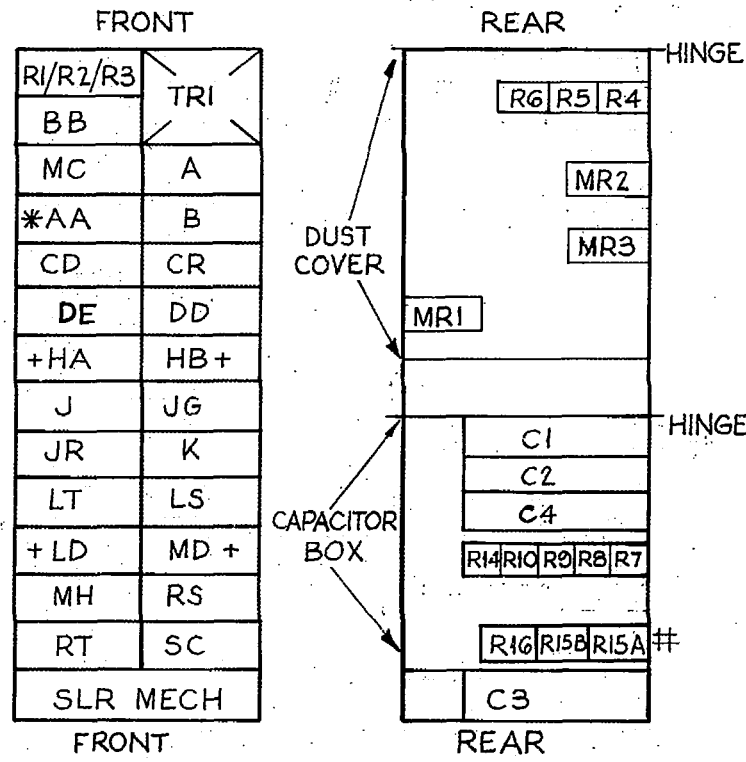 FRONT
R1/R2/R3 TR1
BB
MC A
*AA B
CD CR
DE DD
+HA HB+
J JG
JR K
LT LS
+LD MD+
MH RS
RT SC
SLR MECH
FRONT
REAR
HINGE
R6 R5 R4
MR2
DUST
COVER
MR3
MR1
HINGE
C1
C2
C4
CAPACITOR
BOX
R14 R10 R9 R8 R7
R16 R15B R15A #
C3
REAR